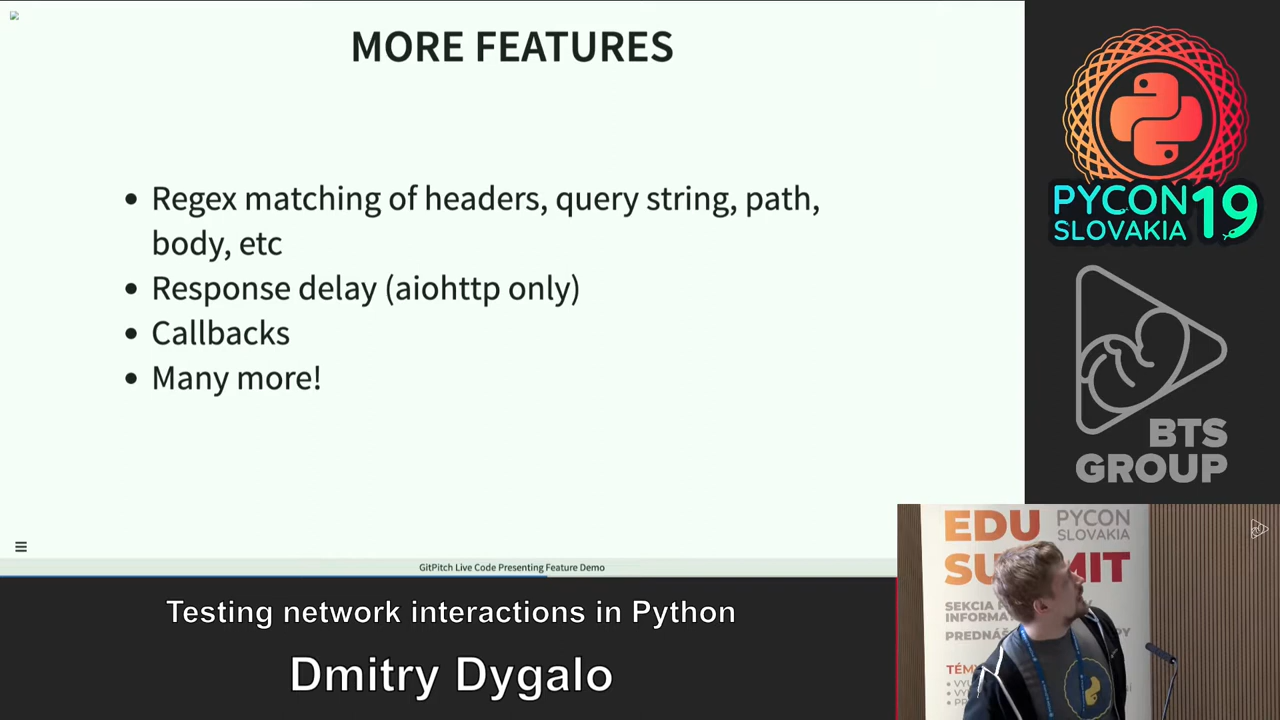 MORE FEATURES
Regex matching of headers, query string, path,
body, etc
Response delay (aiohttp only)
Callbacks
Many more!
GitPitch Live Code Presenting Feature Demo
Testing network interactions in Python
Dmitry Dygalo
PYCON
SLOVAKIA
19
BTS
GROUP
EDU
PYCON
SLOVAKIA
SEKCIA
TÉM